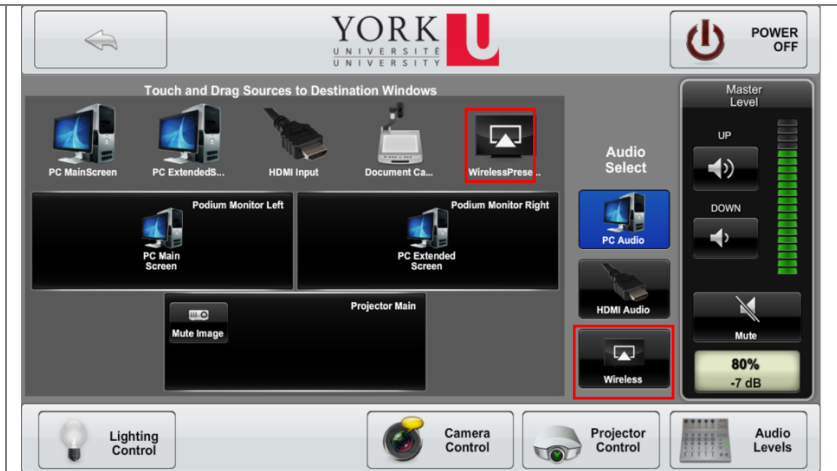 YORK
UNIVERSITÉ
UNIVERSITY
U
POWER
OFF
Touch and Drag Sources to Destination Windows
PC MainScreen
PC ExtendedS...
HDMI Input
Document Ca...
WirelessPrese...
Podium Monitor Left
PC Main
Screen
Podium Monitor Right
PC Extended
Screen
Projector Main
Mute Image
Audio
Select
PC Audio
HDMI Audio
Wireless
Master
Level
UP
DOWN
Mute
80%
-7 dB
Lighting
Control
Camera
Control
Projector
Control
Audio
Levels